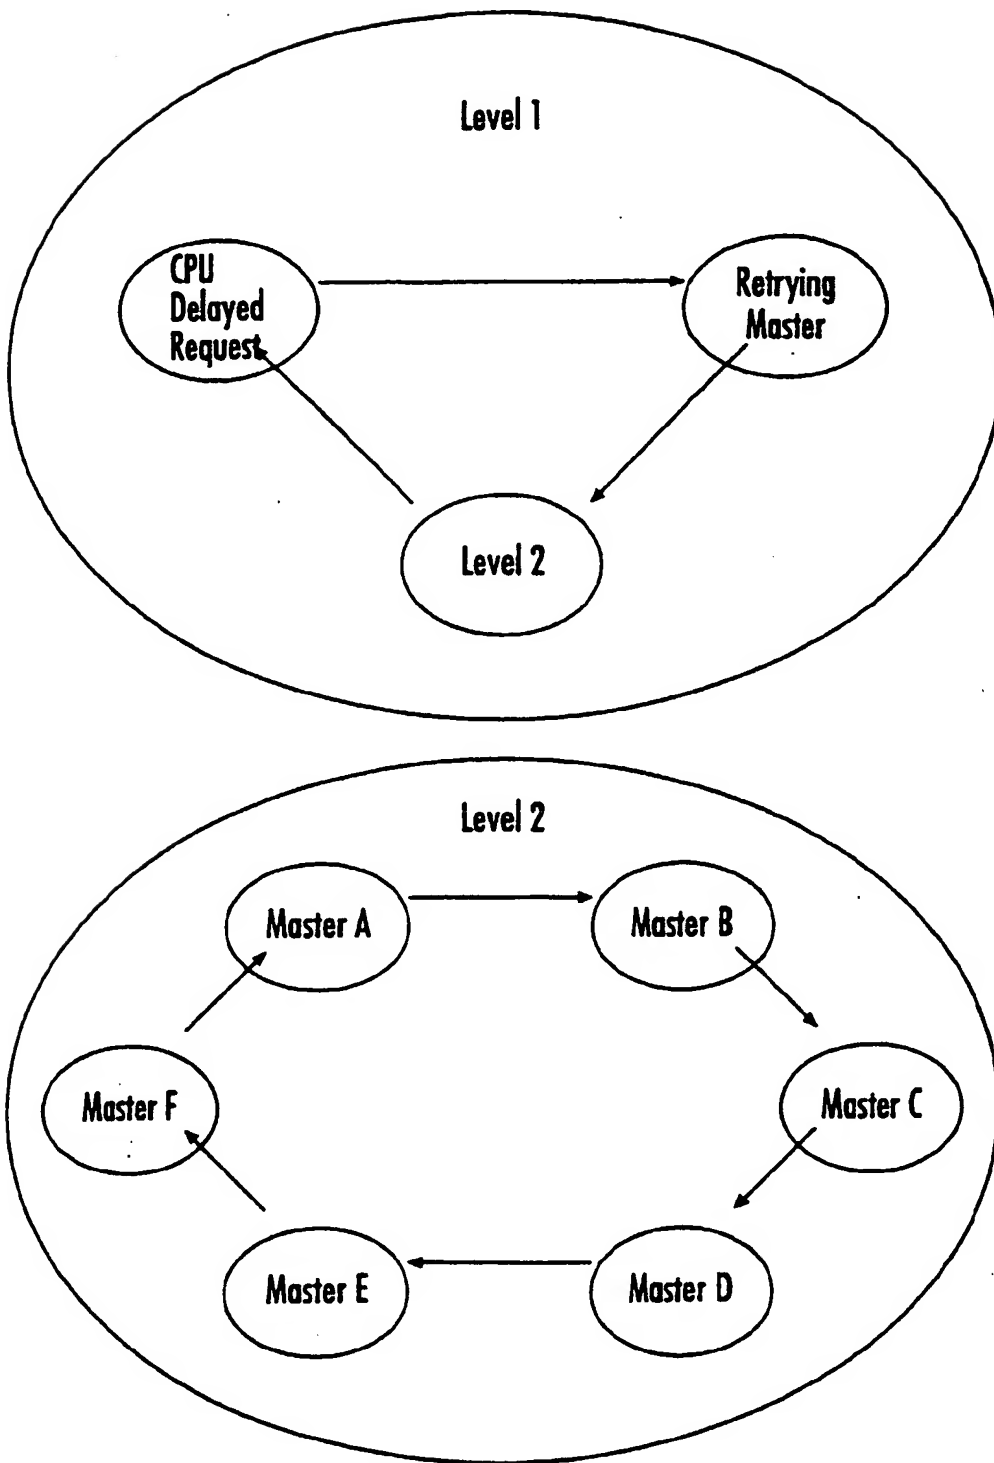 Level 1
CPU
Delayed
Request
Retrying
Master
Level 2
Level 2
Master A
Master B
Master F
Master C
Master E
Master D